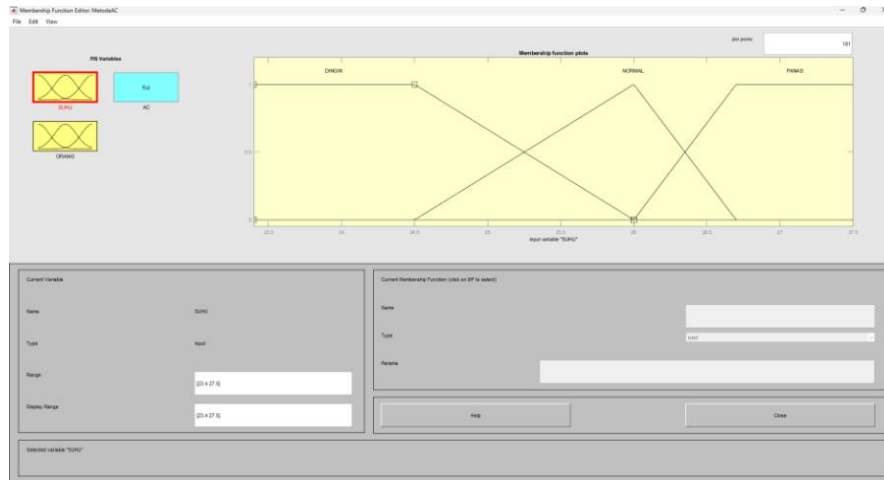 Membership Function Editor: MetodeAC
File Edit View
FIS Variables
SUHU
f(u)
AC
ORANG
Membership function plots
plot points:
181
DINGIN NORMAL PANAS
1
0.5
0
23.5 24 24.5 25 25.5 26 26.5 27 27.5
input variable "SUHU"
Current Variable
Name SUHU
Type input
Range [23.4 27.5]
Display Range [23.4 27.5]
Current Membership Function (click on MF to select)
Name
Type
Params
Help Close
Selected variable "SUHU"